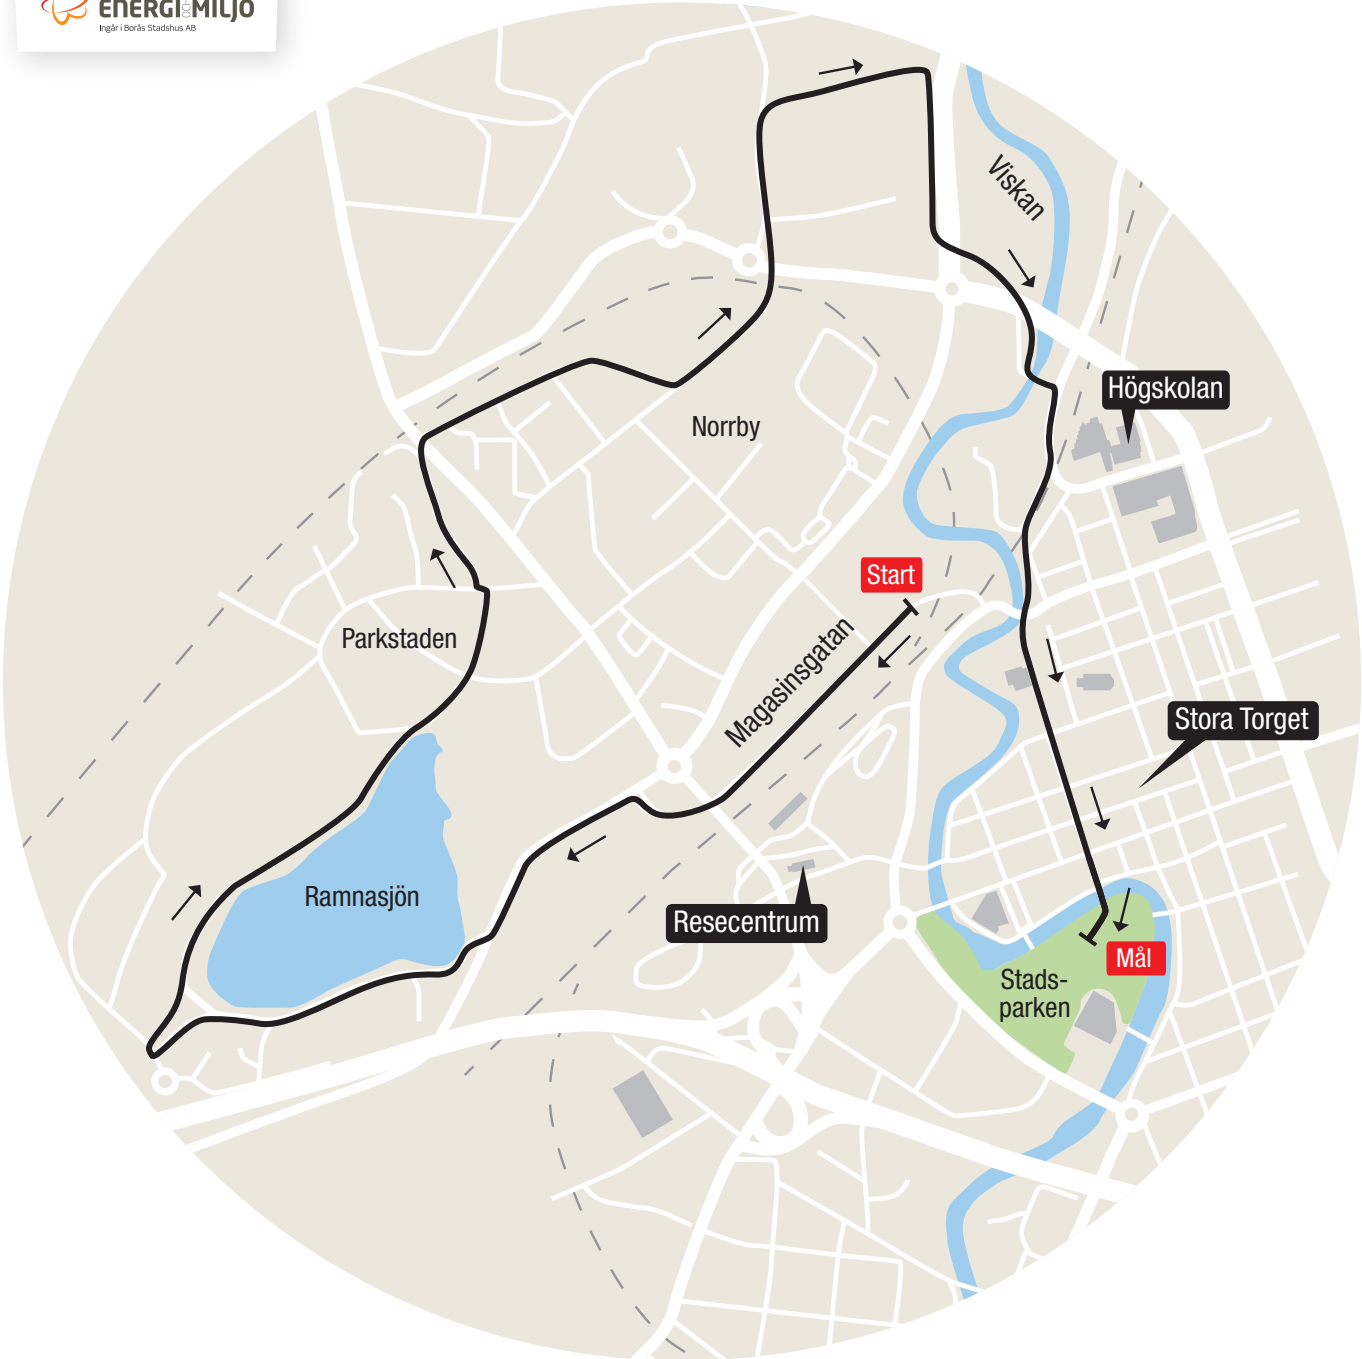 ENERGI OCH MILJÖ
Ingår i Borås Stadshus AB
Viskan
Högskolan
Norrby
Start
Magasinsgatan
Parkstaden
Stora Torget
Ramnasjön
Resecentrum
Mål
Stads-
parken